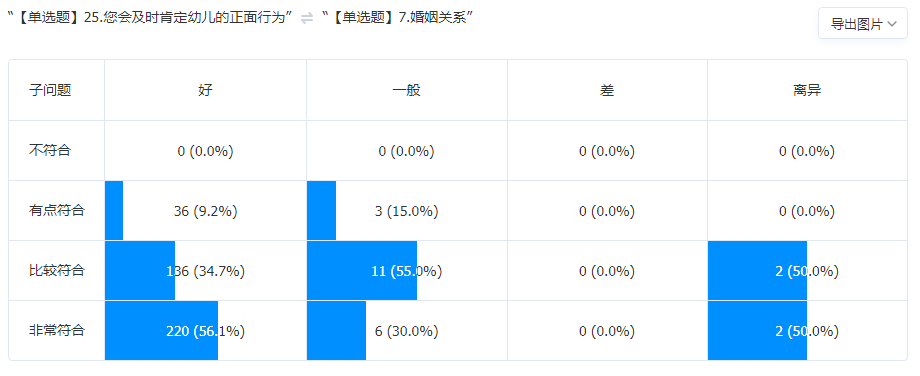 “【单选题】25.您会及时肯定幼儿的正面行为” ⇌ “【单选题】7.婚姻关系” 导出图片
子问题 好 一般 差 离异
不符合 0 (0.0%) 0 (0.0%) 0 (0.0%) 0 (0.0%)
有点符合 36 (9.2%) 3 (15.0%) 0 (0.0%) 0 (0.0%)
比较符合 136 (34.7%) 11 (55.0%) 0 (0.0%) 2 (50.0%)
非常符合 220 (56.1%) 6 (30.0%) 0 (0.0%) 2 (50.0%)